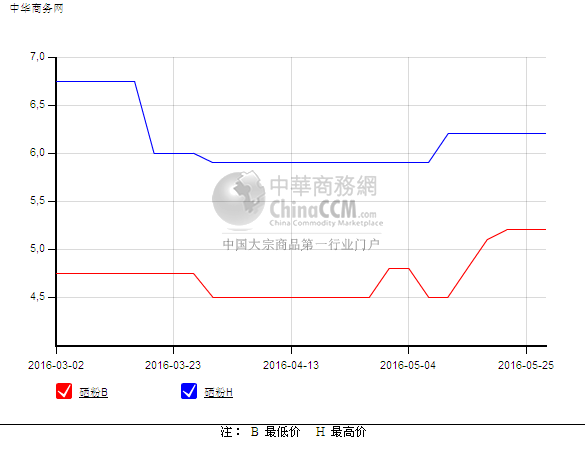 中华商务网
7,0
6,5
6,0
5,5
5,0
4,5
中華商務網
ChinaCCM.com
China Commodity Marketplace
中国大宗商品第一行业门户
2016-03-02 2016-03-23 2016-04-13 2016-05-04 2016-05-25
硒粉B 硒粉H
注： B 最低价 H 最高价